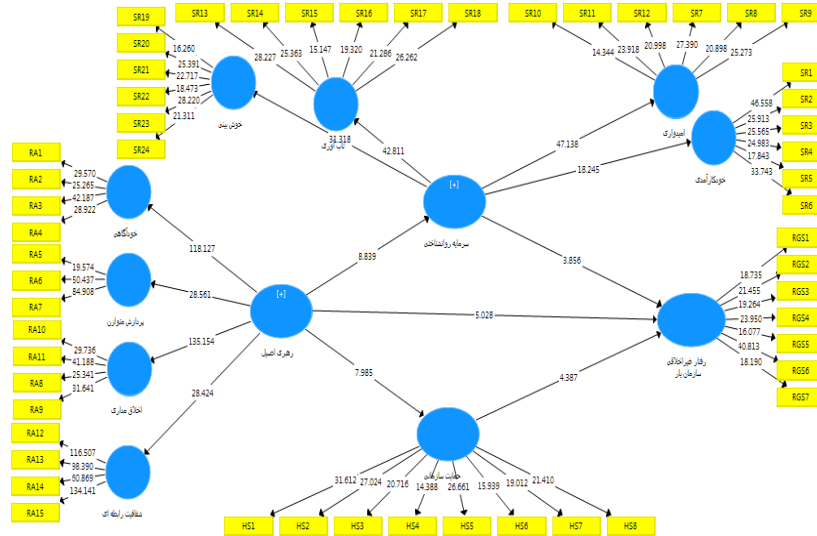 SR19
SR20
SR21
SR22
SR23
SR24
16.260
25.391
22.717
18.473
28.220
21.311
خوش بینی
SR13
SR14
SR15
SR16
SR17
SR18
28.227
25.363
15.147
19.320
21.286
26.262
تاب آوری
SR10
SR11
SR12
SR7
SR8
SR9
14.344
23.918
20.998
27.390
20.898
25.273
امیدواری
SR1
SR2
SR3
SR4
SR5
SR6
46.558
25.913
25.565
24.983
17.843
33.743
خودکارآمدی
31.318
42.811
47.138
18.245
[+]
سرمایه روانشناختی
RA1
RA2
RA3
RA4
29.570
25.265
42.187
28.922
خودآگاهی
RA5
RA6
RA7
19.574
50.437
84.908
پردازش متوازن
RA10
RA11
RA8
RA9
29.736
41.188
25.341
31.641
اخلاق مداری
RA12
RA13
RA14
RA15
116.507
98.390
60.869
134.141
شفافیت رابطه ای
118.127
28.561
135.154
28.424
[+]
رهبری اصیل
8.839
5.028
7.985
3.856
4.387
RGS1
RGS2
RGS3
RGS4
RGS5
RGS6
RGS7
18.735
21.455
19.264
23.950
16.077
40.813
18.190
رفتار غیراخلاقی
سازمان یار
حمایت سازمانی
31.612
27.024
20.716
14.388
26.661
15.939
19.012
21.410
HS1
HS2
HS3
HS4
HS5
HS6
HS7
HS8